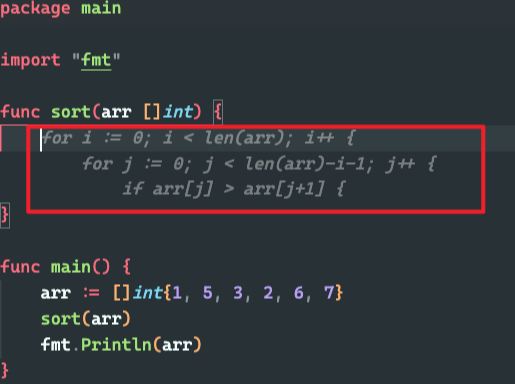 package main
import "fmt"
func sort(arr []int) {
for i := 0; i < len(arr); i++ {
for j := 0; j < len(arr)-i-1; j++ {
if arr[j] > arr[j+1] {
}
func main() {
arr := []int{1, 5, 3, 2, 6, 7}
sort(arr)
fmt.Println(arr)
}